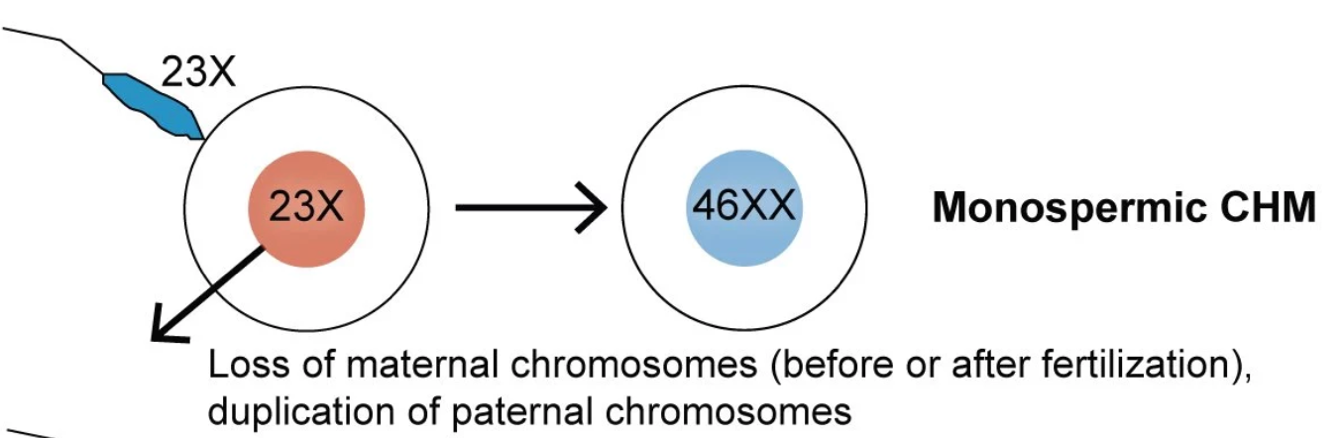 23X
23X
46XX
Monospermic CHM
Loss of maternal chromosomes (before or after fertilization),
duplication of paternal chromosomes